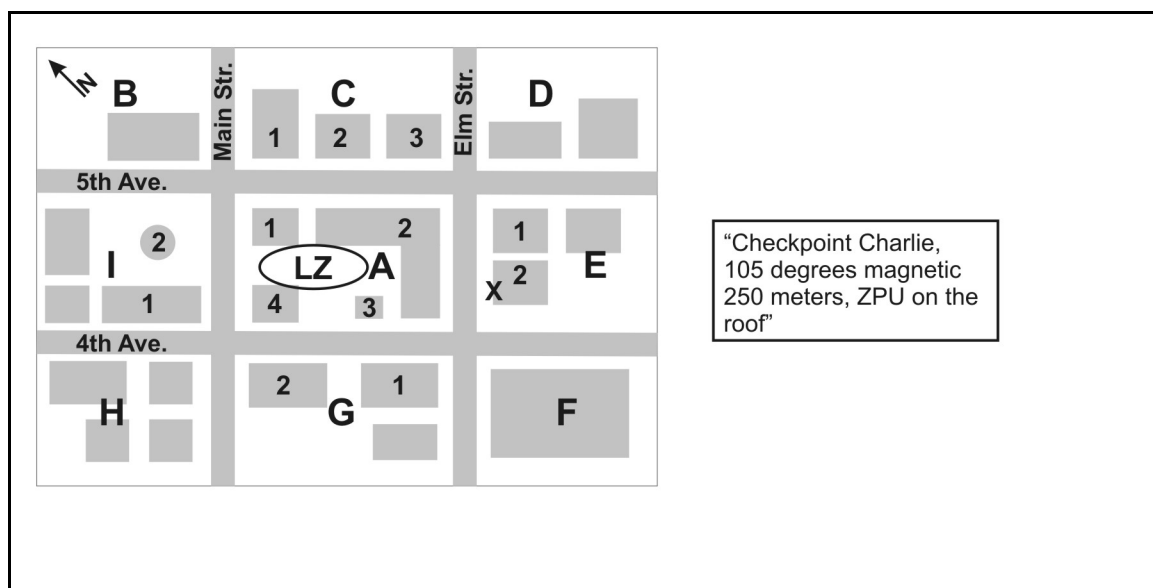 N
B
Main Str.
C
Elm Str.
D
1
2
3
5th Ave.
2
I
1
1
2
LZ
A
4
3
1
2
X
E
4th Ave.
H
2
1
G
F
“Checkpoint Charlie,
105 degrees magnetic
250 meters, ZPU on the
roof”